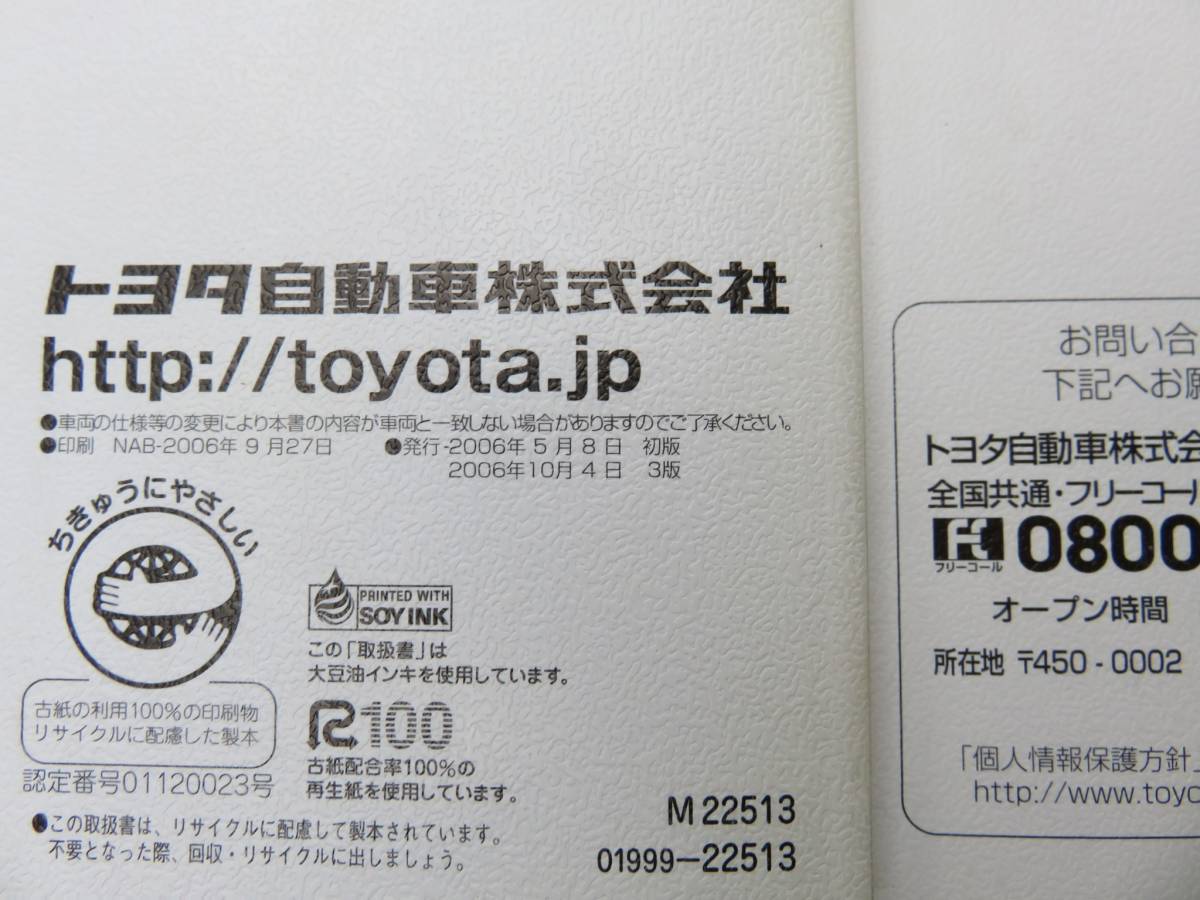 トヨタ自動車株式会社
http://toyota.jp
●車両の仕様等の変更により本書の内容が車両と一致しない場合がありますのでご了承ください。
●印刷 NAB-2006年9月27日 ●発行-2006年5月8日 初版
2006年10月4日 3版
ちきゅうにやさしい
古紙の利用100%の印刷物
リサイクルに配慮した製本
認定番号01120023号
PRINTED WITH
SOY INK
この「取扱書」は
大豆油インキを使用しています。
R100
古紙配合率100%の
再生紙を使用しています。
●この取扱書は、リサイクルに配慮して製本されています。
不要となった際、回収・リサイクルに出しましょう。
M 22513
01999-22513
お問い合
下記へお願
トヨタ自動車株式会
全国共通・フリーコール
フリーコール
0800
オープン時間
所在地 〒450-0002
「個人情報保護方針」
http://www.toyo